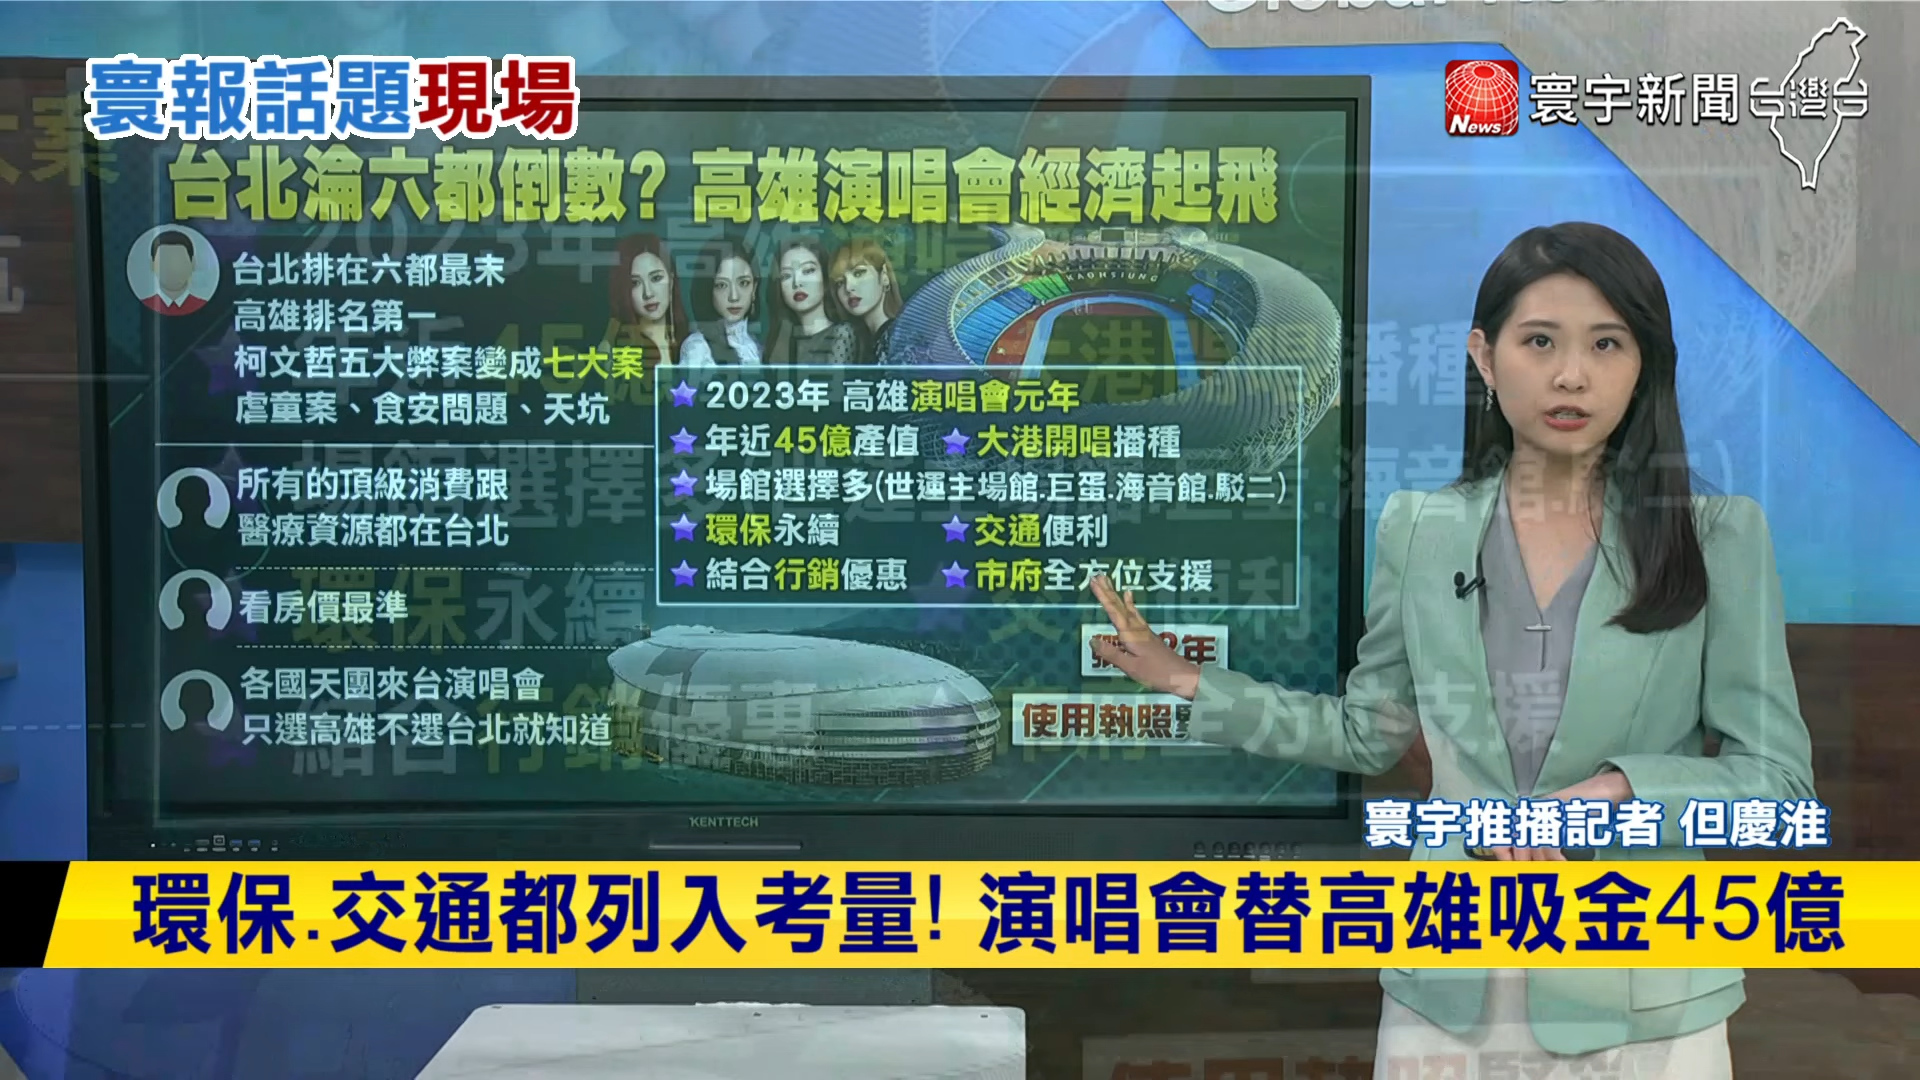 寰報話題現場
News
寰宇新聞 台灣台
台北淪六都倒數? 高雄演唱會經濟起飛
台北排在六都最末
高雄排名第一
柯文哲五大弊案變成七大案
虐童案、食安問題、天坑
所有的頂級消費跟
醫療資源都在台北
看房價最準
各國天團來台演唱會
只選高雄不選台北就知道
KAOHSIUNG
2023年 高雄演唱會元年
年近45億產值
大港開唱播種
場館選擇多(世運主場館.巨蛋.海音館.駁二)
環保永續
交通便利
結合行銷優惠
市府全方位支援
年
使用執照
KENTTECH
寰宇推播記者 但慶淮
環保.交通都列入考量! 演唱會替高雄吸金45億